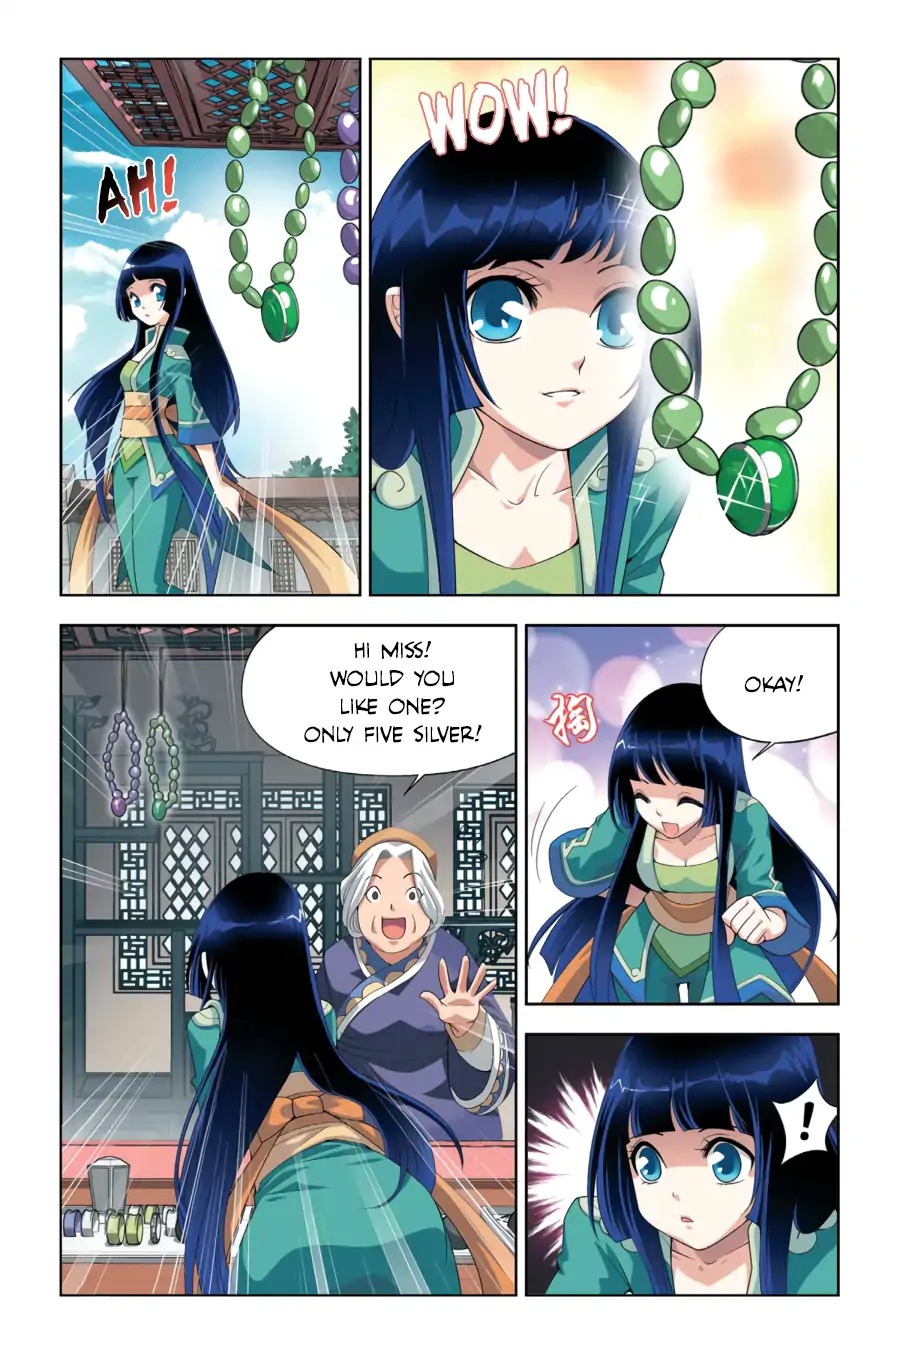 AH!
WOW!
HI MISS!
WOULD YOU
LIKE ONE?
ONLY FIVE SILVER!
OKAY!
掏
!